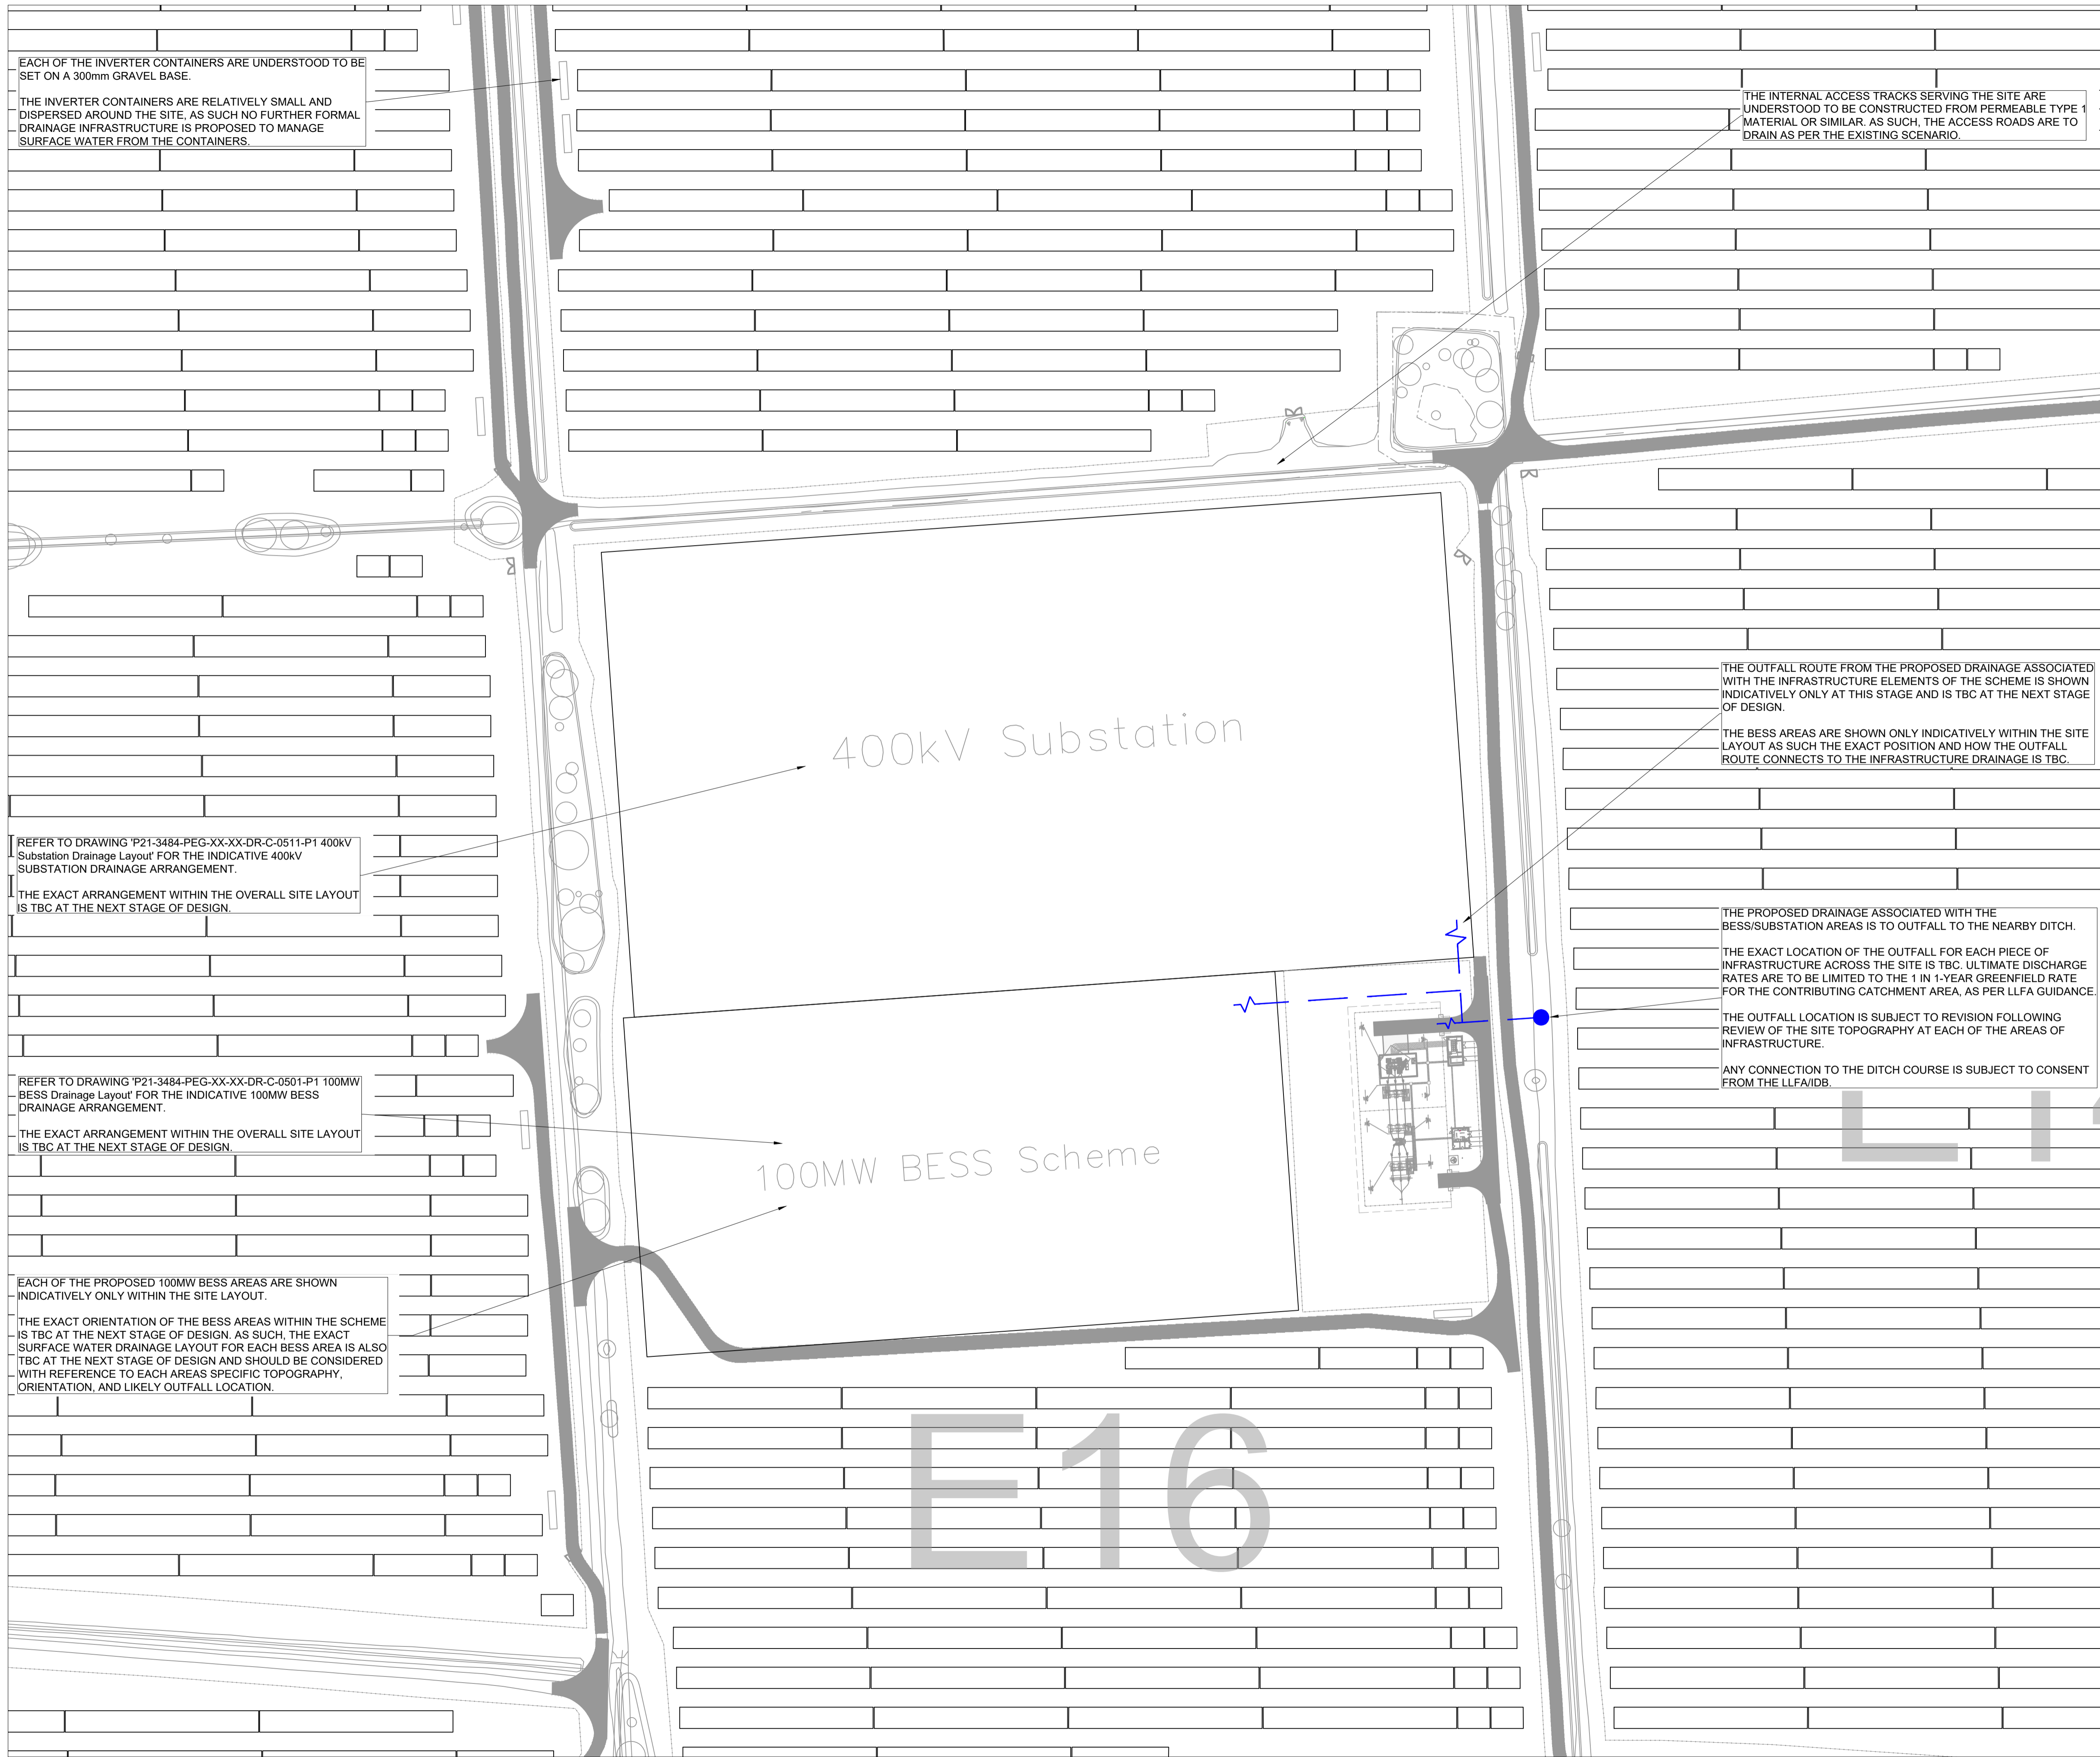 EACH OF THE INVERTER CONTAINERS ARE UNDERSTOOD TO BE
SET ON A 300mm GRAVEL BASE.
THE INVERTER CONTAINERS ARE RELATIVELY SMALL AND
DISPERSED AROUND THE SITE, AS SUCH NO FURTHER FORMAL
DRAINAGE INFRASTRUCTURE IS PROPOSED TO MANAGE
SURFACE WATER FROM THE CONTAINERS.
THE INTERNAL ACCESS TRACKS SERVING THE SITE ARE
UNDERSTOOD TO BE CONSTRUCTED FROM PERMEABLE TYPE 1
MATERIAL OR SIMILAR. AS SUCH, THE ACCESS ROADS ARE TO
DRAIN AS PER THE EXISTING SCENARIO.
400kV Substation
THE OUTFALL ROUTE FROM THE PROPOSED DRAINAGE ASSOCIATED
WITH THE INFRASTRUCTURE ELEMENTS OF THE SCHEME IS SHOWN
INDICATIVELY ONLY AT THIS STAGE AND IS TBC AT THE NEXT STAGE
OF DESIGN.
THE BESS AREAS ARE SHOWN ONLY INDICATIVELY WITHIN THE SITE
LAYOUT AS SUCH THE EXACT POSITION AND HOW THE OUTFALL
ROUTE CONNECTS TO THE INFRASTRUCTURE DRAINAGE IS TBC.
REFER TO DRAWING 'P21-3484-PEG-XX-XX-DR-C-0511-P1 400kV
Substation Drainage Layout' FOR THE INDICATIVE 400kV
SUBSTATION DRAINAGE ARRANGEMENT.
THE EXACT ARRANGEMENT WITHIN THE OVERALL SITE LAYOUT
IS TBC AT THE NEXT STAGE OF DESIGN.
THE PROPOSED DRAINAGE ASSOCIATED WITH THE
BESS/SUBSTATION AREAS IS TO OUTFALL TO THE NEARBY DITCH.
THE EXACT LOCATION OF THE OUTFALL FOR EACH PIECE OF
INFRASTRUCTURE ACROSS THE SITE IS TBC. ULTIMATE DISCHARGE
RATES ARE TO BE LIMITED TO THE 1 IN 1-YEAR GREENFIELD RATE
FOR THE CONTRIBUTING CATCHMENT AREA, AS PER LLFA GUIDANCE.
THE OUTFALL LOCATION IS SUBJECT TO REVISION FOLLOWING
REVIEW OF THE SITE TOPOGRAPHY AT EACH OF THE AREAS OF
INFRASTRUCTURE.
ANY CONNECTION TO THE DITCH COURSE IS SUBJECT TO CONSENT
FROM THE LLFA/IDB.
REFER TO DRAWING 'P21-3484-PEG-XX-XX-DR-C-0501-P1 100MW
BESS Drainage Layout' FOR THE INDICATIVE 100MW BESS
DRAINAGE ARRANGEMENT.
THE EXACT ARRANGEMENT WITHIN THE OVERALL SITE LAYOUT
IS TBC AT THE NEXT STAGE OF DESIGN.
100MW BESS Scheme
EACH OF THE PROPOSED 100MW BESS AREAS ARE SHOWN
INDICATIVELY ONLY WITHIN THE SITE LAYOUT.
THE EXACT ORIENTATION OF THE BESS AREAS WITHIN THE SCHEME
IS TBC AT THE NEXT STAGE OF DESIGN. AS SUCH, THE EXACT
SURFACE WATER DRAINAGE LAYOUT FOR EACH BESS AREA IS ALSO
TBC AT THE NEXT STAGE OF DESIGN AND SHOULD BE CONSIDERED
WITH REFERENCE TO EACH AREAS SPECIFIC TOPOGRAPHY,
ORIENTATION, AND LIKELY OUTFALL LOCATION.
E16